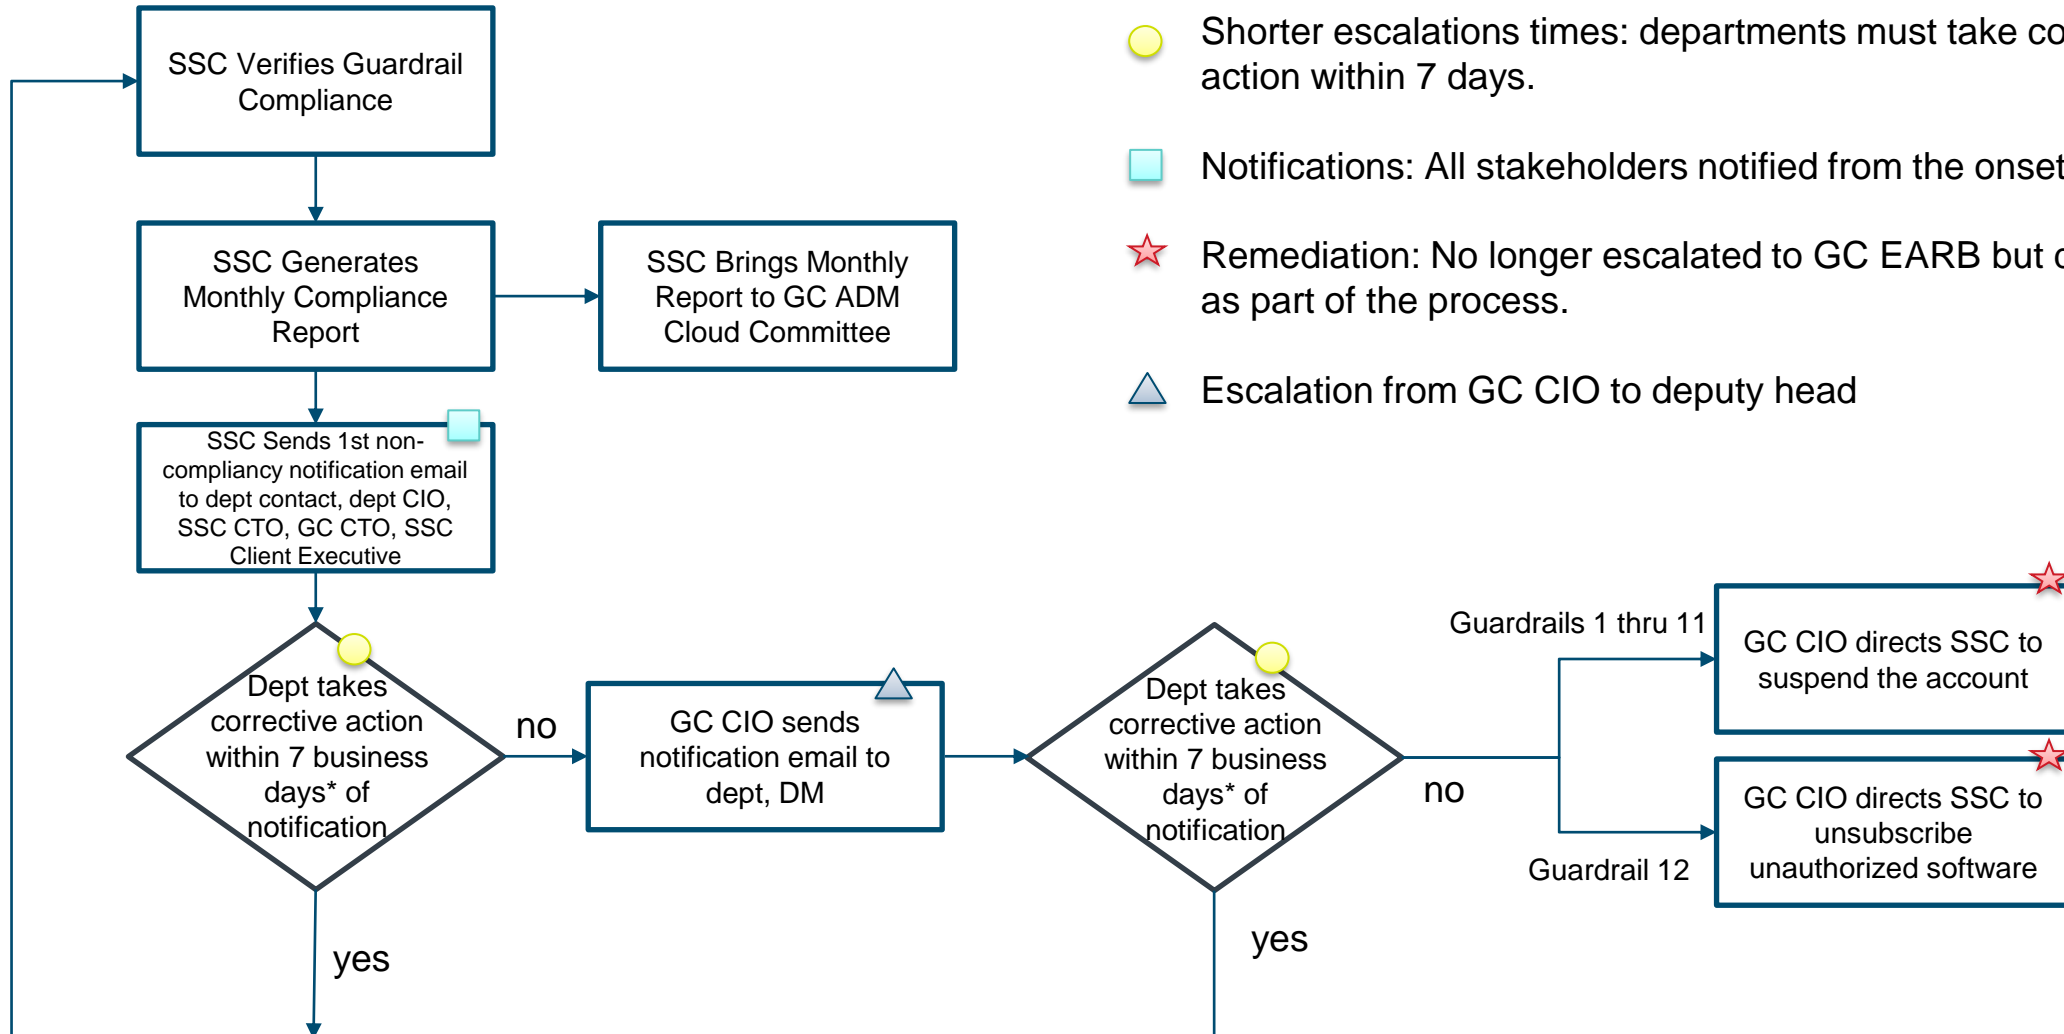 SSC Verifies Guardrail
Compliance
SSC Generates
Monthly Compliance
Report
SSC Brings Monthly
Report to GC ADM
Cloud Committee
SSC Sends 1st non-
compliancy notification email
to dept contact, dept CIO,
SSC CTO, GC CTO, SSC
Client Executive
Shorter escalations times: departments must take
action within 7 days.
Notifications: All stakeholders notified from the onset
Remediation: No longer escalated to GC EARB but
as part of the process.
Escalation from GC CIO to deputy head
Dept takes
corrective action
within 7 business
days* of
notification
no
yes
GC CIO sends
notification email to
dept, DM
Dept takes
corrective action
within 7 business
days* of
notification
no
yes
Guardrails 1 thru 11
GC CIO directs SSC to
suspend the account
Guardrail 12
GC CIO directs SSC to
unsubscribe
unauthorized software